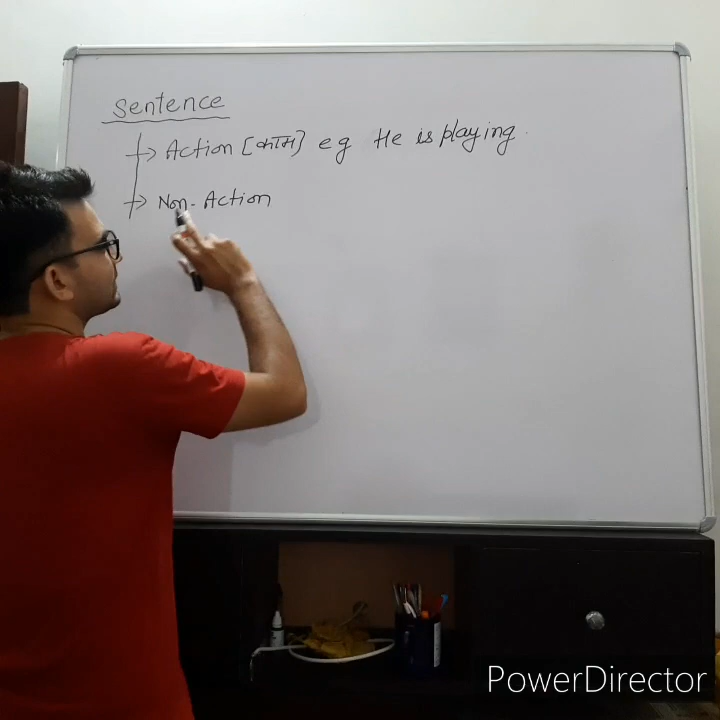 Sentence
→ Action [काम] eg He is playing
→ Non-Action
PowerDirector